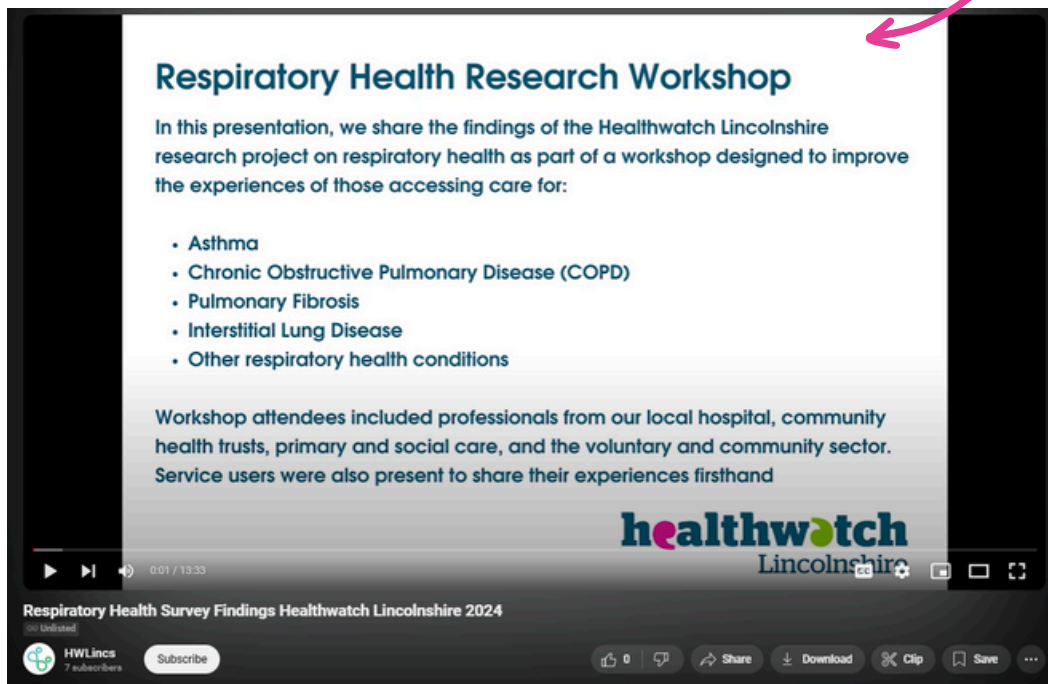 Respiratory Health Research Workshop
In this presentation, we share the findings of the Healthwatch Lincolnshire
research project on respiratory health as part of a workshop designed to improve
the experiences of those accessing care for:
• Asthma
• Chronic Obstructive Pulmonary Disease (COPD)
• Pulmonary Fibrosis
• Interstitial Lung Disease
• Other respiratory health conditions
Workshop attendees included professionals from our local hospital, community
health trusts, primary and social care, and the voluntary and community sector.
Service users were also present to share their experiences firsthand
healthwatch
Lincolnshire
0:01 / 13:33
CC
Respiratory Health Survey Findings Healthwatch Lincolnshire 2024
Unlisted
HWLincs
7 subscribers
Subscribe
0
Share
Download
Clip
Save